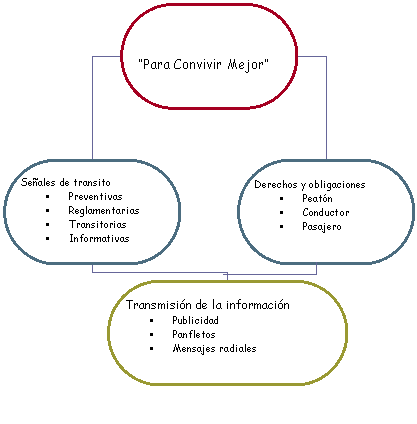 "Para Convivir Mejor"
Señales de transito
▪ Preventivas
▪ Reglamentarias
▪ Transitorias
▪ Informativas
Derechos y obligaciones
▪ Peatón
▪ Conductor
▪ Pasajero
Transmisión de la información
▪ Publicidad
▪ Panfletos
▪ Mensajes radiales